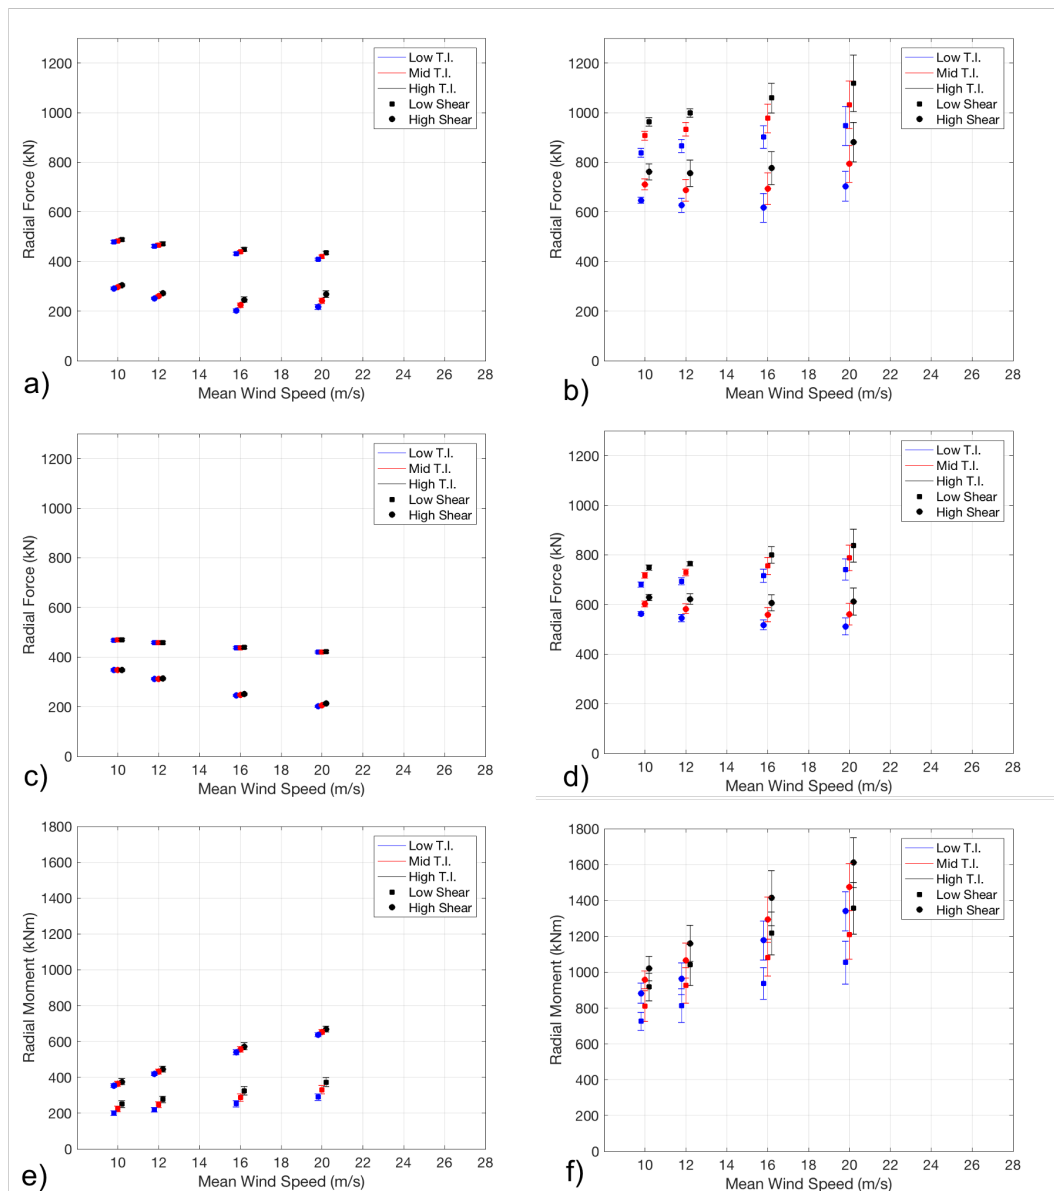 1200
1000
800
600
400
200
0
Radial Force (kN)
10 12 14 16 18 20 22 24 26 28
Mean Wind Speed (m/s)
Low T.I.
Mid T.I.
High T.I.
Low Shear
High Shear
a)
1200
1000
800
600
400
200
0
Radial Force (kN)
10 12 14 16 18 20 22 24 26 28
Mean Wind Speed (m/s)
Low T.I.
Mid T.I.
High T.I.
Low Shear
High Shear
b)
1200
1000
800
600
400
200
0
Radial Force (kN)
10 12 14 16 18 20 22 24 26 28
Mean Wind Speed (m/s)
Low T.I.
Mid T.I.
High T.I.
Low Shear
High Shear
c)
1200
1000
800
600
400
200
0
Radial Force (kN)
10 12 14 16 18 20 22 24 26 28
Mean Wind Speed (m/s)
Low T.I.
Mid T.I.
High T.I.
Low Shear
High Shear
d)
1800
1600
1400
1200
1000
800
600
400
200
0
Radial Moment (kNm)
10 12 14 16 18 20 22 24 26 28
Mean Wind Speed (m/s)
Low T.I.
Mid T.I.
High T.I.
Low Shear
High Shear
e)
1800
1600
1400
1200
1000
800
600
400
200
0
Radial Moment (kNm)
10 12 14 16 18 20 22 24 26 28
Mean Wind Speed (m/s)
Low T.I.
Mid T.I.
High T.I.
Low Shear
High Shear
f)